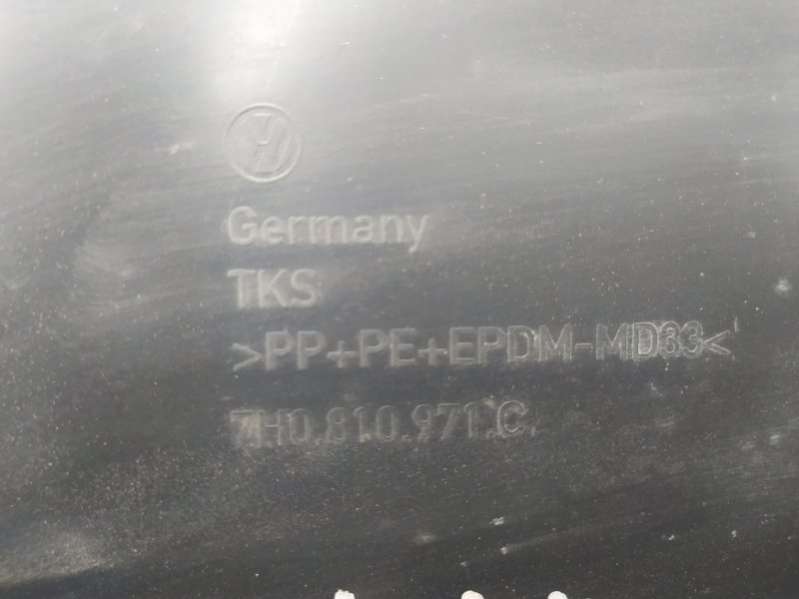 Germany
TKS
>PP+PE+EPDM-MD33<
7H0.810.971.C